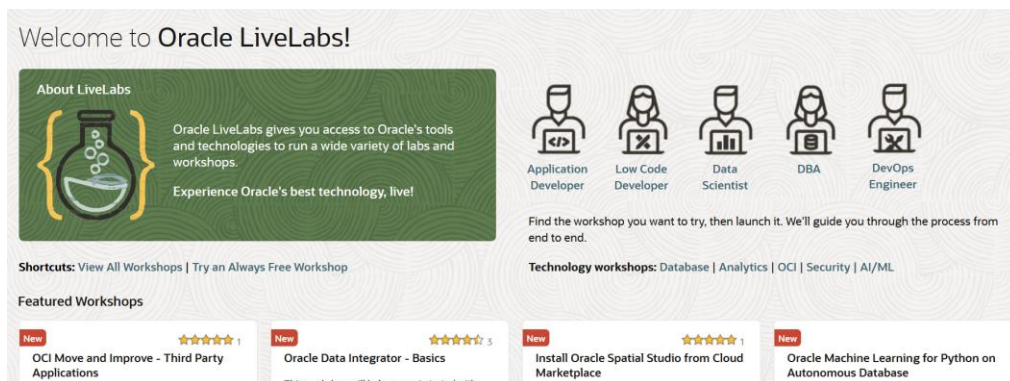 Welcome to Oracle LiveLabs!
About LiveLabs
Oracle LiveLabs gives you access to Oracle's tools
and technologies to run a wide variety of labs and
workshops.
Experience Oracle's best technology, live!
Application
Developer
Low Code
Developer
Data
Scientist
DBA
DevOps
Engineer
Find the workshop you want to try, then launch it. We'll guide you through the process from
end to end.
Shortcuts: View All Workshops | Try an Always Free Workshop
Technology workshops: Database | Analytics | OCI | Security | AI/ML
Featured Workshops
New
1
OCI Move and Improve - Third Party
Applications
New
3
Oracle Data Integrator - Basics
New
1
Install Oracle Spatial Studio from Cloud
Marketplace
New
Oracle Machine Learning for Python on
Autonomous Database